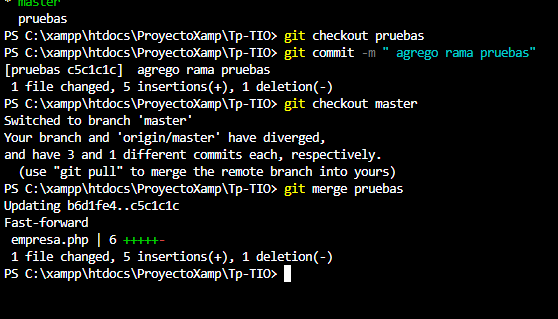 * master
pruebas
PS C:\xampp\htdocs\ProyectoXamp\Tp-TIO> git checkout pruebas
PS C:\xampp\htdocs\ProyectoXamp\Tp-TIO> git commit -m " agrego rama pruebas"
[pruebas c5c1c1c]  agrego rama pruebas
1 file changed, 5 insertions(+), 1 deletion(-)
PS C:\xampp\htdocs\ProyectoXamp\Tp-TIO> git checkout master
Switched to branch 'master'
Your branch and 'origin/master' have diverged,
and have 3 and 1 different commits each, respectively.
(use "git pull" to merge the remote branch into yours)
PS C:\xampp\htdocs\ProyectoXamp\Tp-TIO> git merge pruebas
Updating b6d1fe4..c5c1c1c
Fast-forward
empresa.php | 6 +++++-
1 file changed, 5 insertions(+), 1 deletion(-)
PS C:\xampp\htdocs\ProyectoXamp\Tp-TIO>